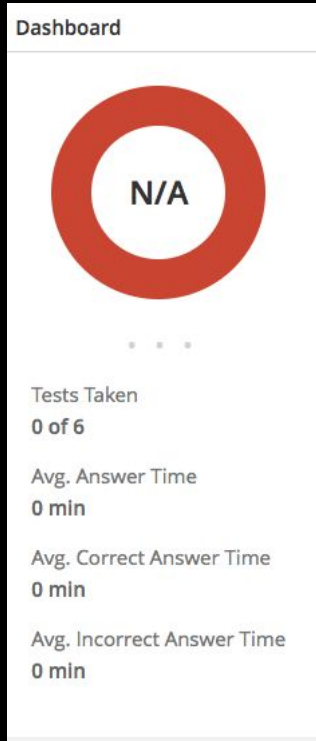 Dashboard
N/A
Tests Taken
0 of 6
Avg. Answer Time
0 min
Avg. Correct Answer Time
0 min
Avg. Incorrect Answer Time
0 min